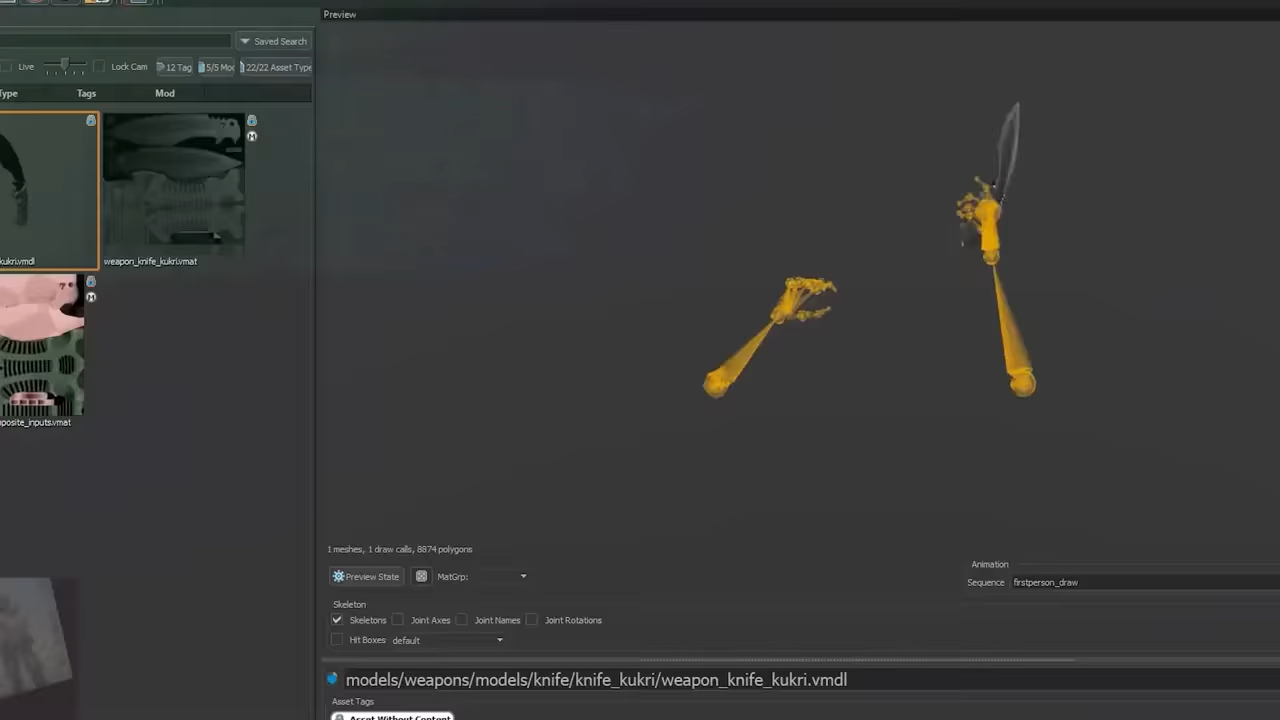 Preview
Saved Search
Live
Lock Cam
12 Tag
5/5 Mod
22/22 Asset Type
Type
Tags
Mod
kukri.vmdl
weapon_knife_kukri.vmat
posite_inputs.vmat
1 meshes, 1 draw calls, 8874 polygons
Preview State
MatGrp:
Animation
Sequence
firstperson_draw
Skeleton
Skeletons
Joint Axes
Joint Names
Joint Rotations
Hit Boxes
default
models/weapons/models/knife/knife_kukri/weapon_knife_kukri.vmdl
Asset Tags
Asset Without Content